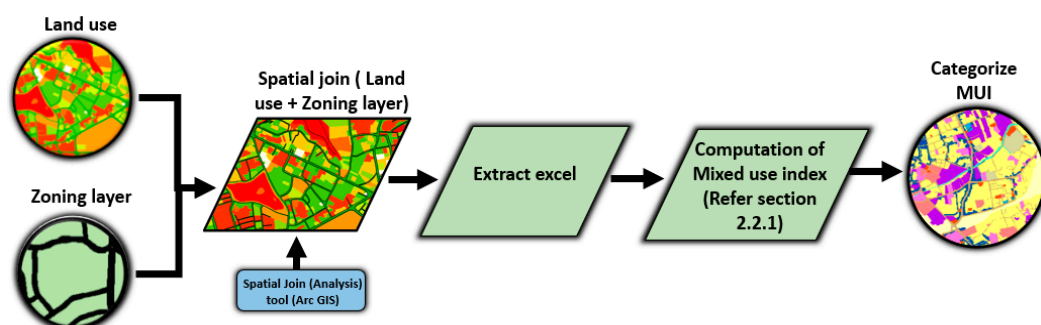 Land use
Zoning layer
Spatial join ( Land
use + Zoning layer)
Spatial Join (Analysis)
tool (Arc GIS)
Extract excel
Computation of
Mixed use index
(Refer section
2.2.1)
Categorize
MUI